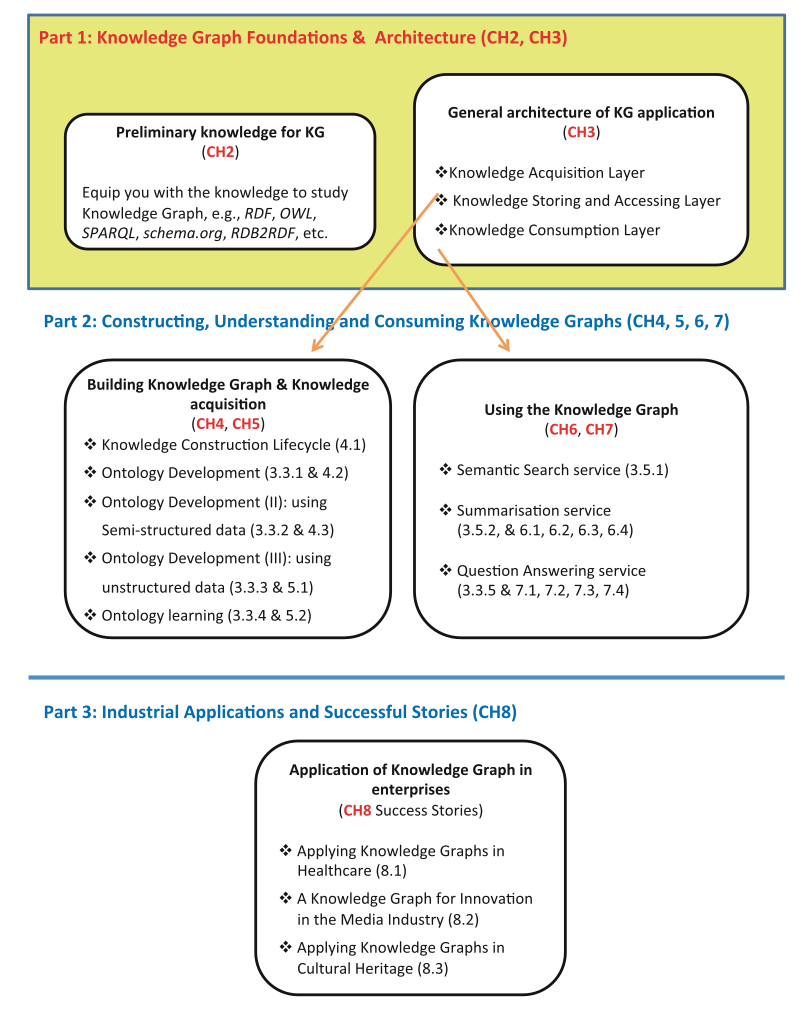 Part 1: Knowledge Graph Foundations &  Architecture (CH2, CH3)
Preliminary knowledge for KG
(CH2)
Equip you with the knowledge to study
Knowledge Graph, e.g., RDF, OWL,
SPARQL, schema.org, RDB2RDF, etc.
General architecture of KG application
(CH3)
❖Knowledge Acquisition Layer
❖ Knowledge Storing and Accessing Layer
❖Knowledge Consumption Layer
Part 2: Constructing, Understanding and Consuming Knowledge Graphs (CH4, 5, 6, 7)
Building Knowledge Graph & Knowledge
acquisition
(CH4, CH5)
❖ Knowledge Construction Lifecycle (4.1)
❖ Ontology Development (3.3.1 & 4.2)
❖ Ontology Development (II): using
Semi-structured data (3.3.2 & 4.3)
❖ Ontology Development (III): using
unstructured data (3.3.3 & 5.1)
❖ Ontology learning (3.3.4 & 5.2)
Using the Knowledge Graph
(CH6, CH7)
❖ Semantic Search service (3.5.1)
❖ Summarisation service
(3.5.2, & 6.1, 6.2, 6.3, 6.4)
❖ Question Answering service
(3.3.5 & 7.1, 7.2, 7.3, 7.4)
Part 3: Industrial Applications and Successful Stories (CH8)
Application of Knowledge Graph in
enterprises
(CH8 Success Stories)
❖ Applying Knowledge Graphs in
Healthcare (8.1)
❖ A Knowledge Graph for Innovation
in the Media Industry (8.2)
❖ Applying Knowledge Graphs in
Cultural Heritage (8.3)